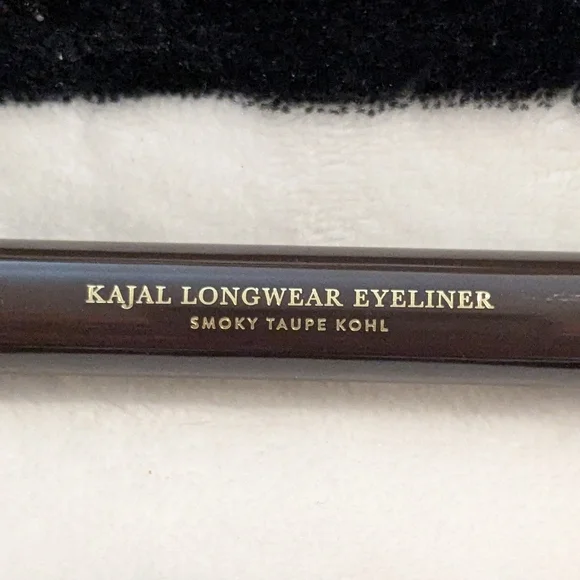 KAJAL LONGWEAR EYELINER
SMOKY TAUPE KOHL